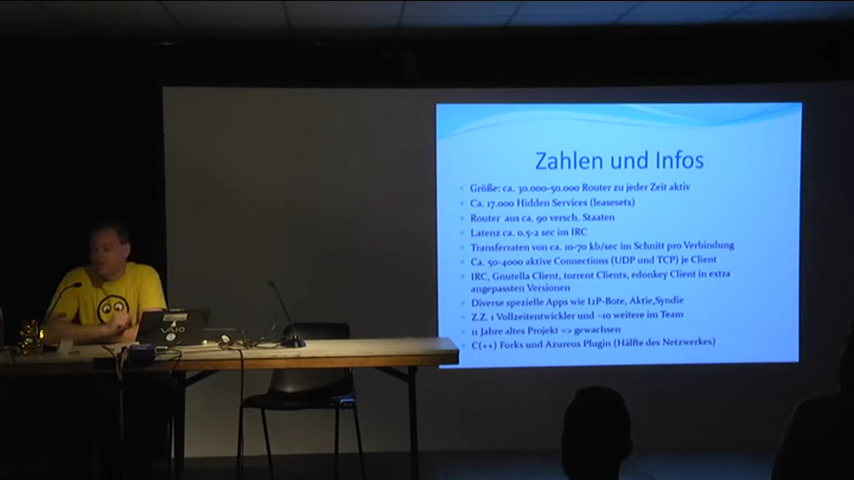 Zahlen und Infos
Größe: ca. 30.000-50.000 Router zu jeder Zeit aktiv
Ca. 17.000 Hidden Services (leasesets)
Router aus ca. 90 versch. Staaten
Latenz ca. 0.5-2 sec im IRC
Transferraten von ca. 10-70 kb/sec im Schnitt pro Verbindung
Ca. 50-4000 aktive Connections (UDP und TCP) je Client
IRC, Gnutella Client, torrent Clients, edonkey Client in extra
angepassten Versionen
Diverse spezielle Apps wie I2P-Bote, Aktie,Syndie
Z.Z. 1 Vollzeitentwickler und ~10 weitere im Team
11 Jahre altes Projekt => gewachsen
C(++) Forks und Azureus Plugin (Hälfte des Netzwerkes)
VAIO